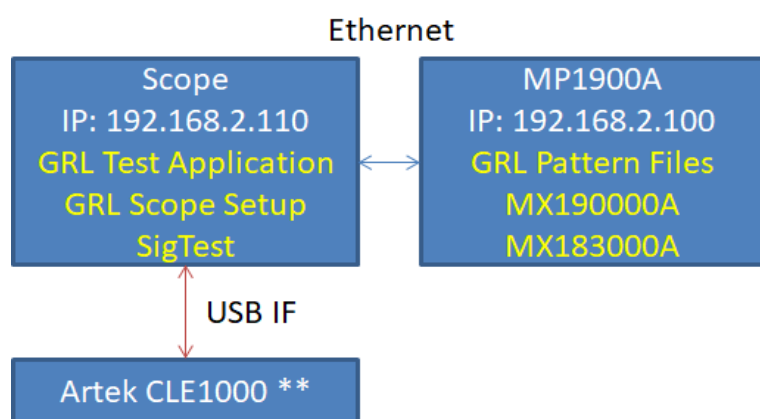 Ethernet
Scope
IP: 192.168.2.110
GRL Test Application
GRL Scope Setup
SigTest
MP1900A
IP: 192.168.2.100
GRL Pattern Files
MX190000A
MX183000A
USB IF
Artek CLE1000 **